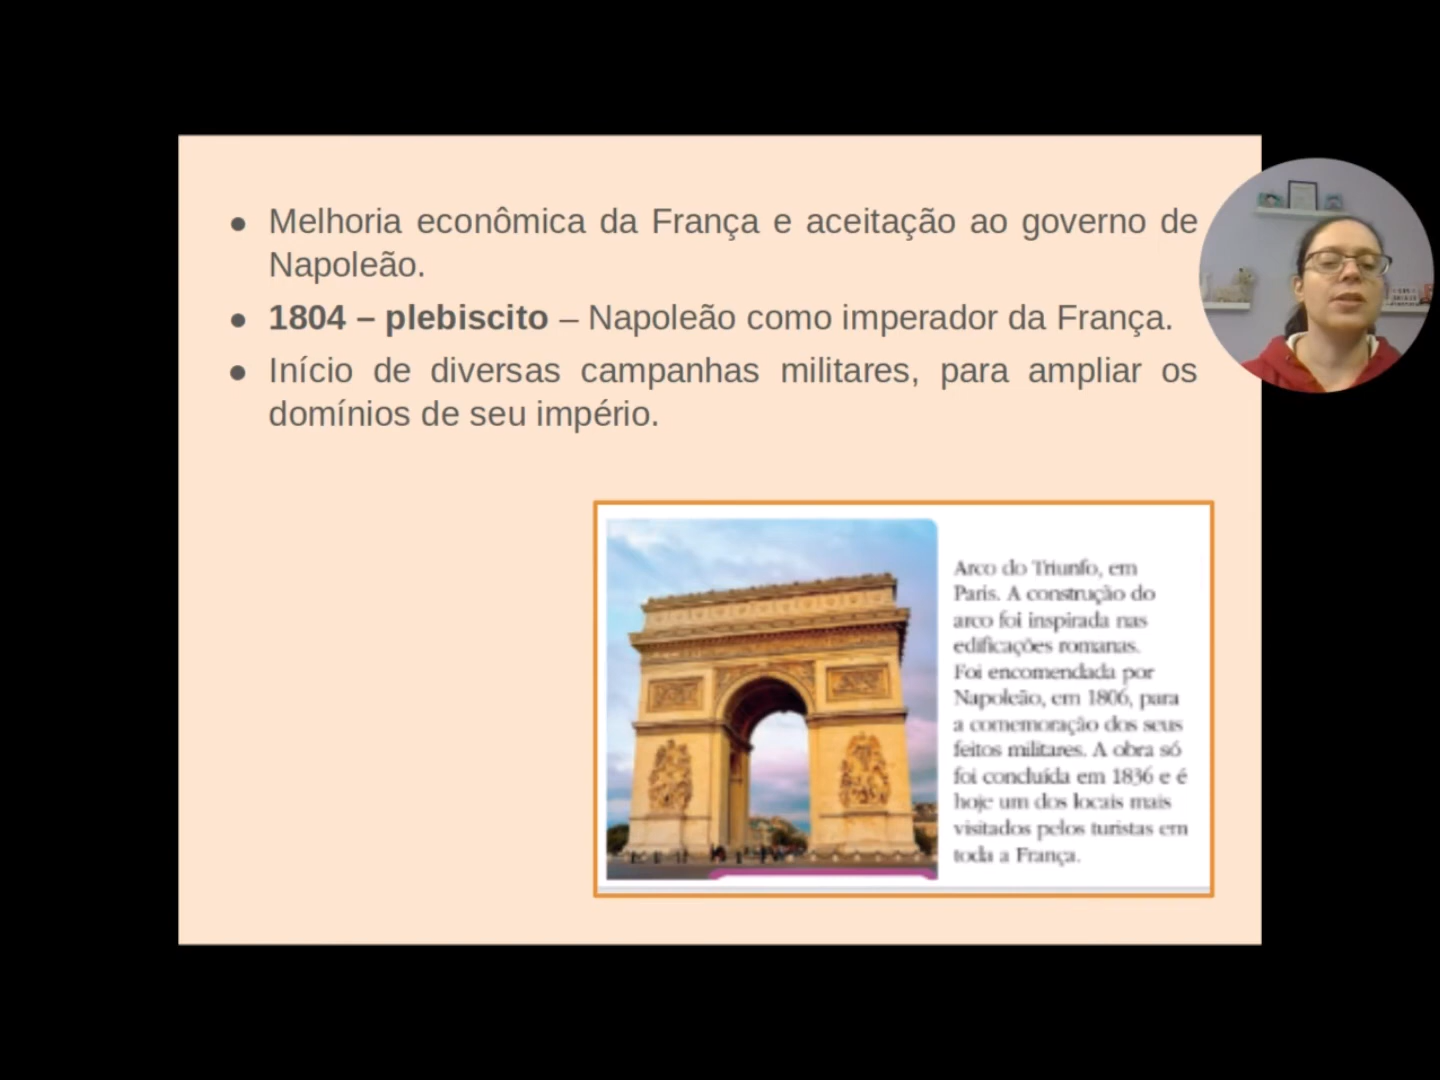 ● Melhoria econômica da França e aceitação ao governo de
Napoleão.
● 1804 – plebiscito – Napoleão como imperador da França.
● Início de diversas campanhas militares, para ampliar os
domínios de seu império.
Arco do Triunfo, em
Paris. A construção do
arco foi inspirada nas
edificações romanas.
Foi encomendada por
Napoleão, em 1806, para
a comemoração dos seus
feitos militares. A obra só
foi concluída em 1836 e é
hoje um dos locais mais
visitados pelos turistas em
toda a França.